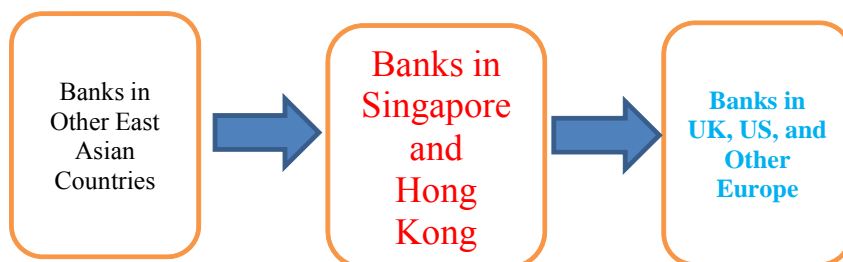 Banks in
Other East
Asian
Countries
Banks in
Singapore
and
Hong
Kong
Banks in
UK, US, and
Other
Europe